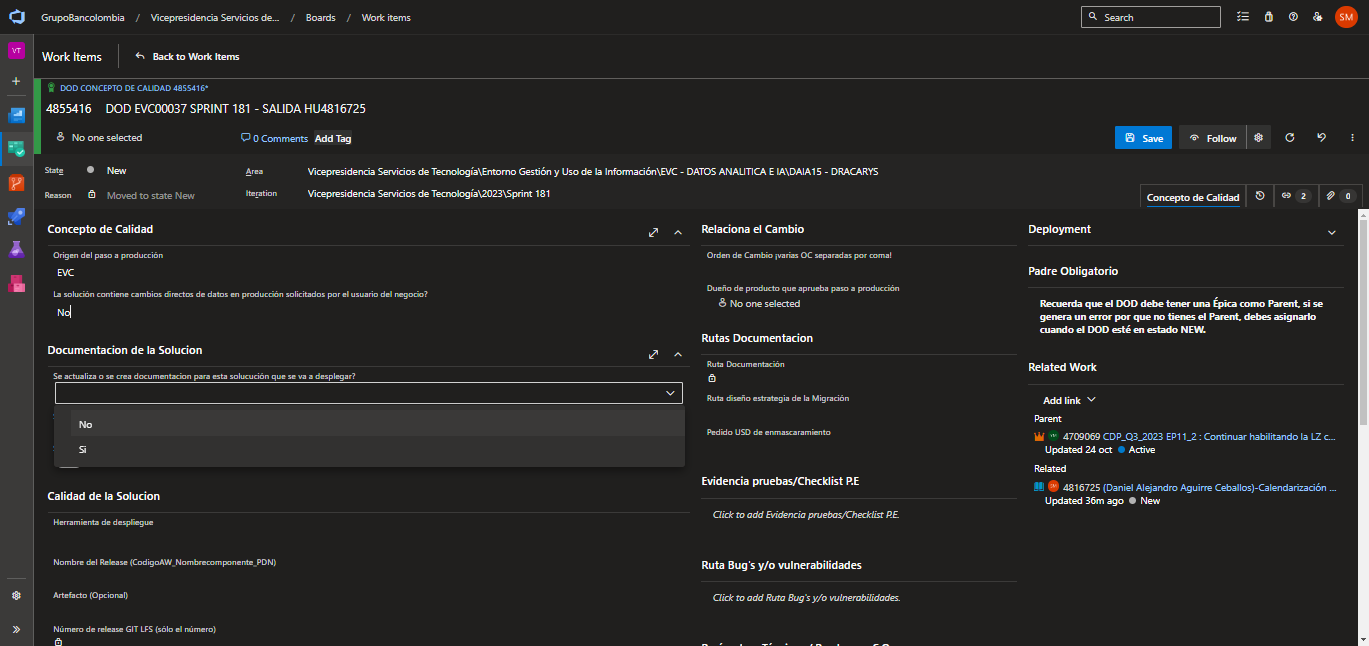 GrupoBancolombia / Vicepresidencia Servicios de... / Boards / Work items
Search
SM
VT
Work Items
Back to Work Items
DOD CONCEPTO DE CALIDAD 4855416*
4855416 DOD EVC00037 SPRINT 181 - SALIDA HU4816725
No one selected
0 Comments
Add Tag
Save
Follow
State
New
Area
Vicepresidencia Servicios de Tecnología\Entorno Gestión y Uso de la Información\EVC - DATOS ANALITICA E IA\DAIA15 - DRACARYS
Reason
Moved to state New
Iteration
Vicepresidencia Servicios de Tecnología\2023\Sprint 181
Concepto de Calidad
2
0
Concepto de Calidad
Origen del paso a producción
EVC
La solución contiene cambios directos de datos en producción solicitados por el usuario del negocio?
No
Documentacion de la Solucion
Se actualiza o se crea documentacion para esta solucución que se va a desplegar?
No
Si
Calidad de la Solucion
Herramienta de despliegue
Nombre del Release (CodigoAW_Nombrecomponente_PDN)
Artefacto (Opcional)
Número de release GIT LFS (sólo el número)
Relaciona el Cambio
Orden de Cambio ¡varias OC separadas por coma!
Dueño de producto que aprueba paso a producción
No one selected
Rutas Documentacion
Ruta Documentación
Ruta diseño estrategia de la Migración
Pedido USD de enmascaramiento
Evidencia pruebas/Checklist P.E
Click to add Evidencia pruebas/Checklist P.E.
Ruta Bug's y/o vulnerabilidades
Click to add Ruta Bug's y/o vulnerabilidades.
Deployment
Padre Obligatorio
Recuerda que el DOD debe tener una Épica como Parent, si se
genera un error por que no tienes el Parent, debes asignarlo
cuando el DOD esté en estado NEW.
Related Work
Add link
Parent
4709069 CDP_Q3_2023 EP11_2 : Continuar habilitando la LZ c...
Updated 24 oct Active
Related
SM 4816725 (Daniel Alejandro Aguirre Ceballos)-Calendarización ...
Updated 36m ago New